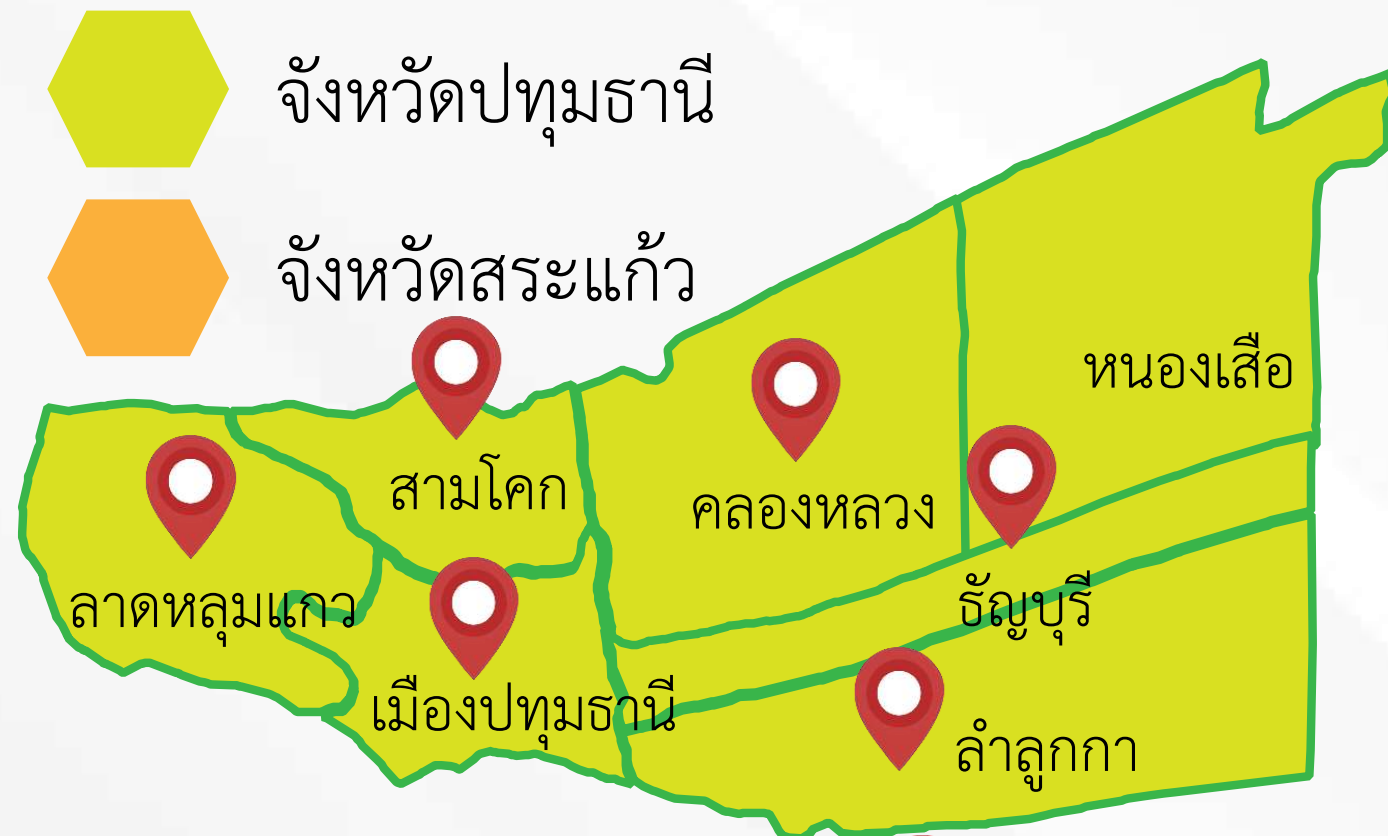 จังหวัดปทุมธานี
จังหวัดสระแก้ว
หนองเสือ
สามโคก
คลองหลวง
ลาดหลุมแกว
ธัญบุรี
เมืองปทุมธานี
ลำลูกกา